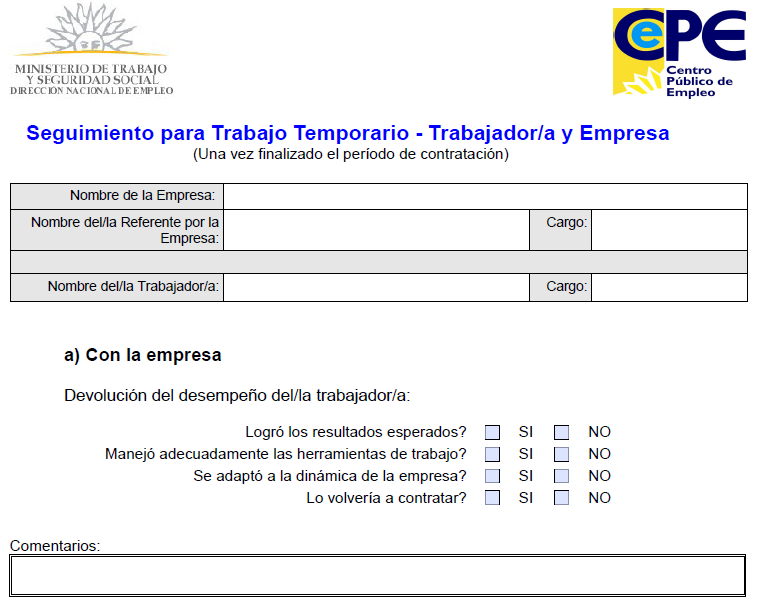 MINISTERIO DE TRABAJO
Y SEGURIDAD SOCIAL
DIRECCIÓN NACIONAL DE EMPLEO
CePE
Centro
Público de
Empleo
Seguimiento para Trabajo Temporario - Trabajador/a y Empresa
(Una vez finalizado el período de contratación)
Nombre de la Empresa:
Nombre del/la Referente por la
Empresa:
Cargo:
Nombre del/la Trabajador/a:
Cargo:
a) Con la empresa
Devolución del desempeño del/la trabajador/a:
Logró los resultados esperados? SI NO
Manejó adecuadamente las herramientas de trabajo? SI NO
Se adaptó a la dinámica de la empresa? SI NO
Lo volvería a contratar? SI NO
Comentarios: